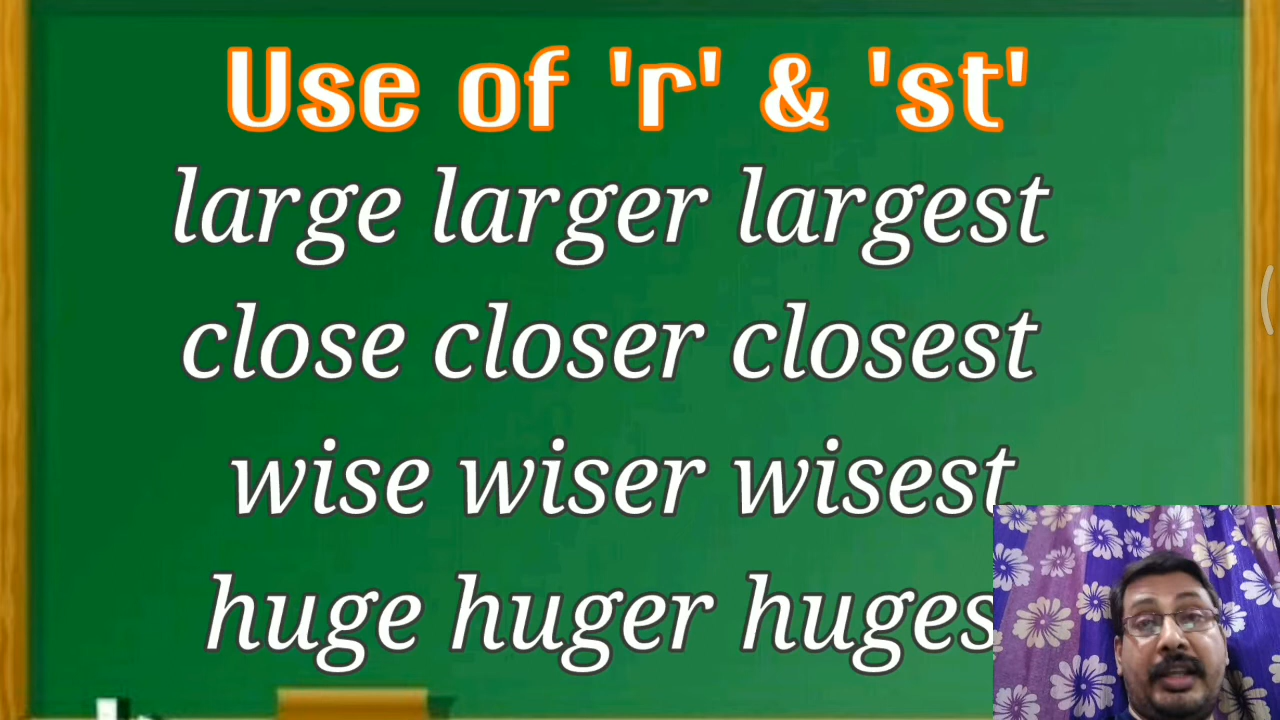 Use of 'r' & 'st'
large larger largest
close closer closest
wise wiser wisest
huge huger huges